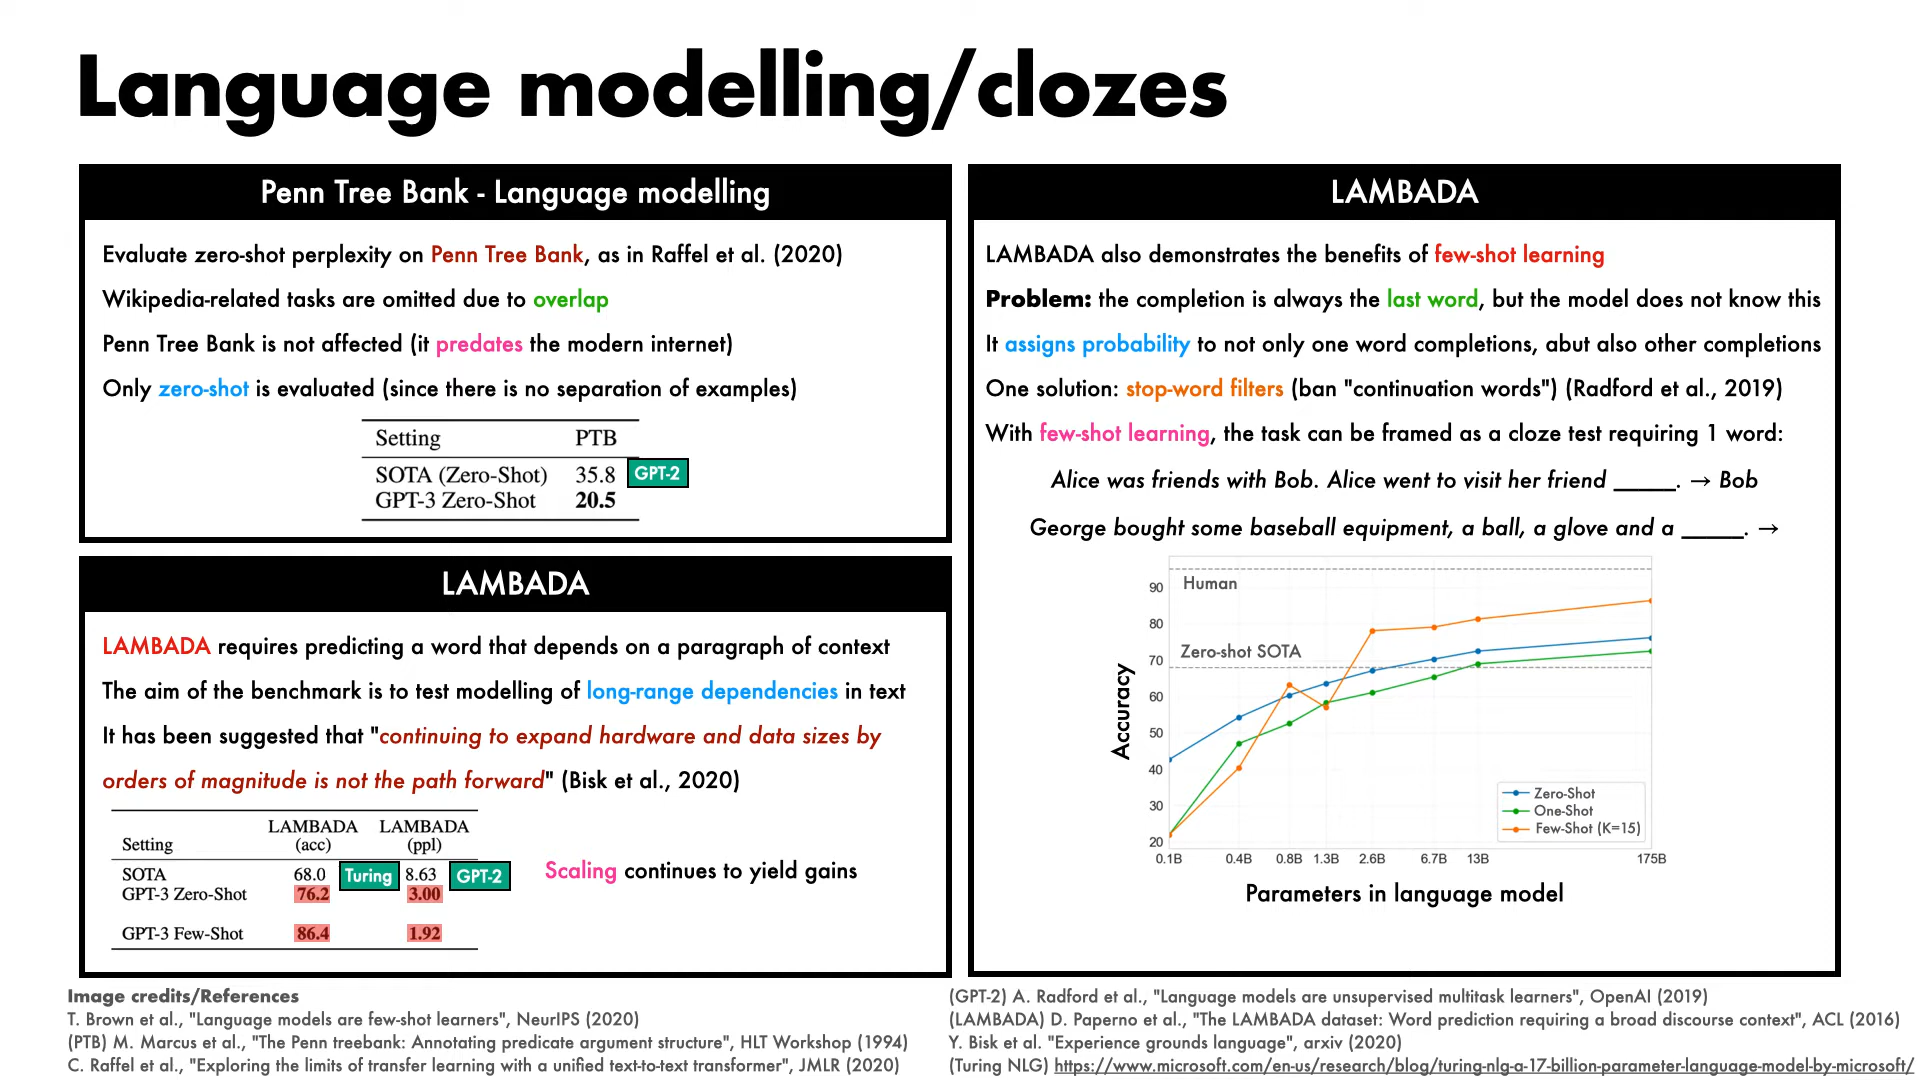 Language modelling/clozes
Penn Tree Bank - Language modelling
Evaluate zero-shot perplexity on Penn Tree Bank, as in Raffel et al. (2020)
Wikipedia-related tasks are omitted due to overlap
Penn Tree Bank is not affected (it predates the modern internet)
Only zero-shot is evaluated (since there is no separation of examples)
Setting PTB
SOTA (Zero-Shot) 35.8 GPT-2
GPT-3 Zero-Shot 20.5
LAMBADA
LAMBADA requires predicting a word that depends on a paragraph of context
The aim of the benchmark is to test modelling of long-range dependencies in text
It has been suggested that "continuing to expand hardware and data sizes by
orders of magnitude is not the path forward" (Bisk et al., 2020)
LAMBADA LAMBADA
Setting (acc) (ppl)
SOTA 68.0 Turing 8.63 GPT-2
GPT-3 Zero-Shot 76.2 3.00
GPT-3 Few-Shot 86.4 1.92
Scaling continues to yield gains
LAMBADA
LAMBADA also demonstrates the benefits of few-shot learning
Problem: the completion is always the last word, but the model does not know this
It assigns probability to not only one word completions, abut also other completions
One solution: stop-word filters (ban "continuation words") (Radford et al., 2019)
With few-shot learning, the task can be framed as a cloze test requiring 1 word:
Alice was friends with Bob. Alice went to visit her friend _____. → Bob
George bought some baseball equipment, a ball, a glove and a _____. →
Human
Zero-shot SOTA
Accuracy
90
80
70
60
50
40
30
20
Zero-Shot
One-Shot
Few-Shot (K=15)
0.1B 0.4B 0.8B 1.3B 2.6B 6.7B 13B 175B
Parameters in language model
Image credits/References
T. Brown et al., "Language models are few-shot learners", NeurIPS (2020)
(PTB) M. Marcus et al., "The Penn treebank: Annotating predicate argument structure", HLT Workshop (1994)
C. Raffel et al., "Exploring the limits of transfer learning with a unified text-to-text transformer", JMLR (2020)
(GPT-2) A. Radford et al., "Language models are unsupervised multitask learners", OpenAI (2019)
(LAMBADA) D. Paperno et al., "The LAMBADA dataset: Word prediction requiring a broad discourse context", ACL (2016)
Y. Bisk et al. "Experience grounds language", arxiv (2020)
(Turing NLG) https://www.microsoft.com/en-us/research/blog/turing-nlg-a-17-billion-parameter-language-model-by-microsoft/